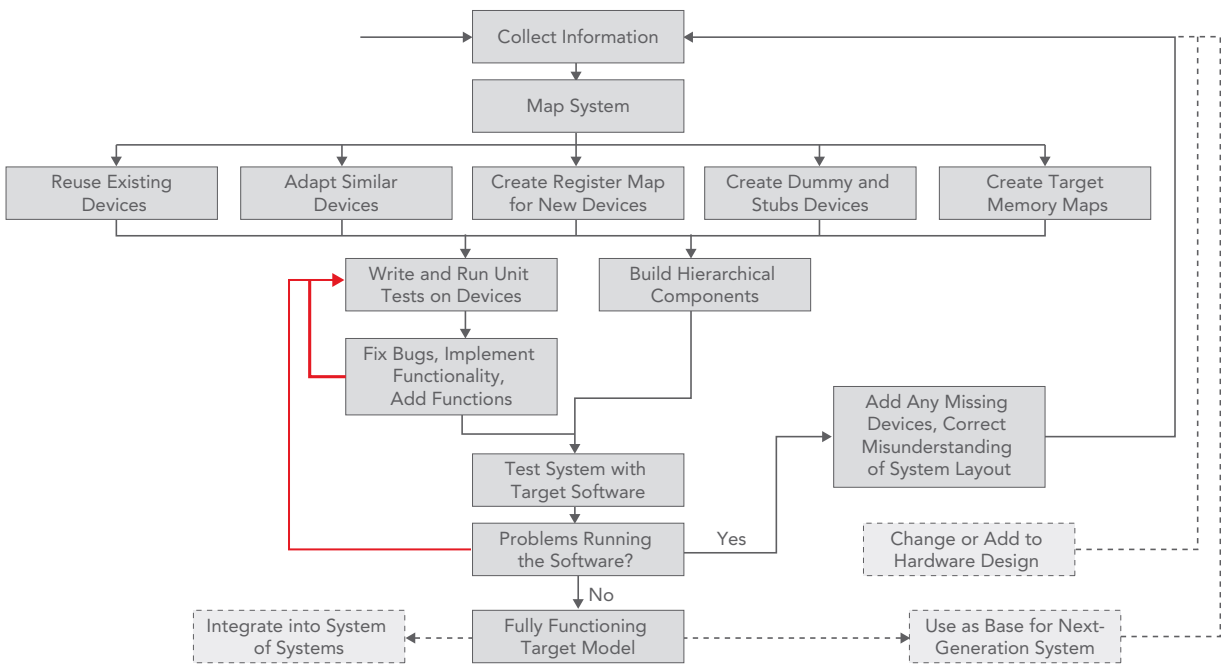 Collect Information
Map System
Reuse Existing
Devices
Adapt Similar
Devices
Create Register Map
for New Devices
Create Dummy and
Stubs Devices
Create Target
Memory Maps
Write and Run Unit
Tests on Devices
Build Hierarchical
Components
Fix Bugs, Implement
Functionality,
Add Functions
Add Any Missing
Devices, Correct
Misunderstanding
of System Layout
Test System with
Target Software
Problems Running
the Software?
Yes
Change or Add to
Hardware Design
No
Integrate into System
of Systems
Fully Functioning
Target Model
Use as Base for Next-
Generation System